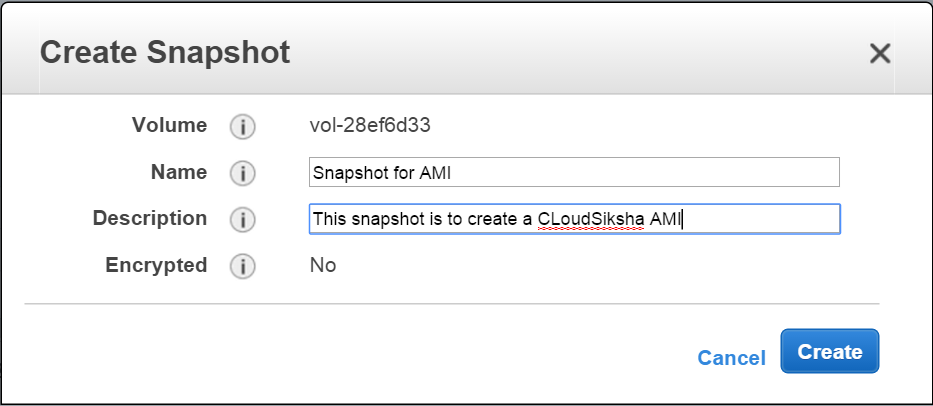 Create Snapshot
Volume i vol-28ef6d33
Name i Snapshot for AMI
Description i This snapshot is to create a CLoudSiksha AMI
Encrypted i No
Cancel Create